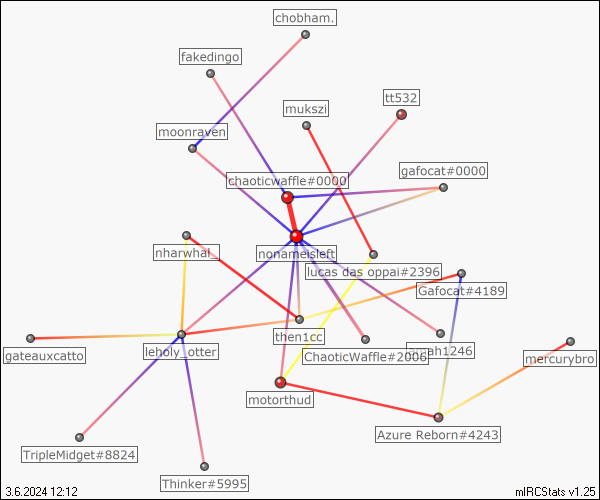 chobham.
fakedingo
tt532
mukszi
moonraven
gafocat#0000
chaoticwaffle#0000
nharwhal_
nonameisleft
lucas das oppai#2396
Gafocat#4189
then1cc
leholy_otter
gateauxcatto
ChaoticWaffle#2006
mercurybro
motorthud
Azure Reborn#4243
TripleMidget#8824
Thinker#5995
3.6.2024 12:12
mIRCStats v1.25